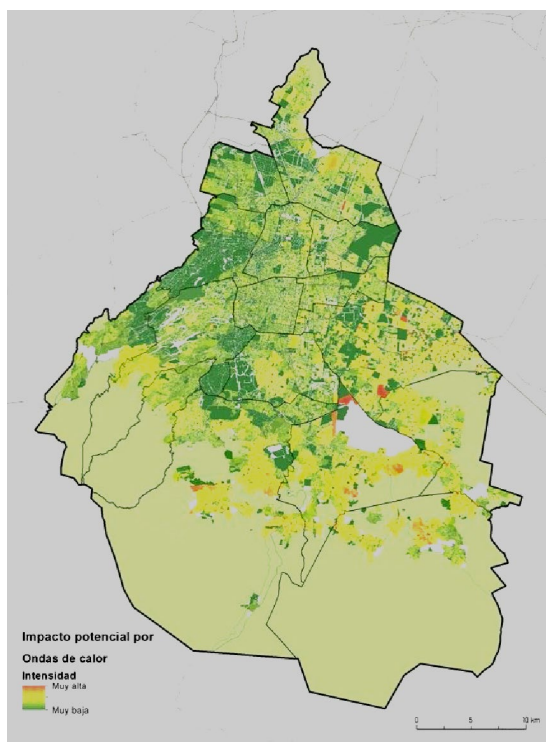 Impacto potencial por
Ondas de calor
Intensidad
Muy alta
Muy baja
0 5 10 km